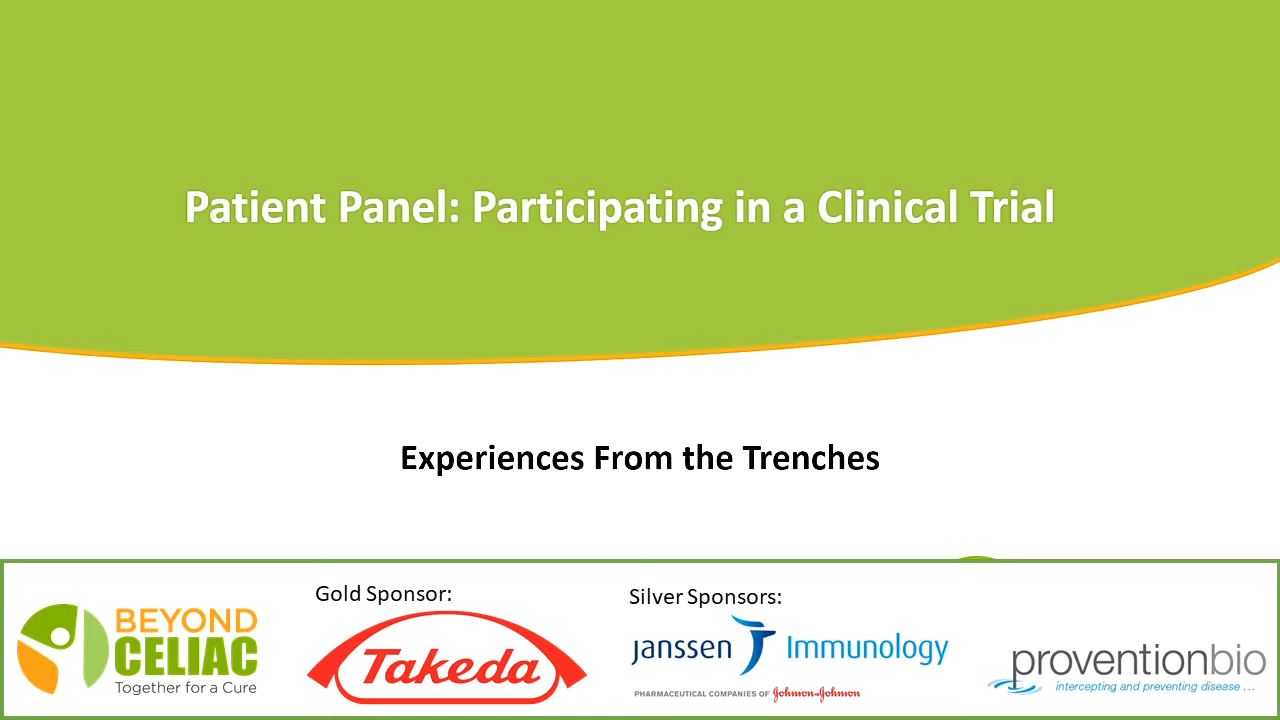 Patient Panel: Participating in a Clinical Trial
Experiences From the Trenches
Gold Sponsor:
Silver Sponsors:
BEYOND
CELIAC
Together for a Cure
Takeda
janssen Immunology
PHARMACEUTICAL COMPANIES OF Johnson & Johnson
proventionbio
intercepting and preventing disease ...